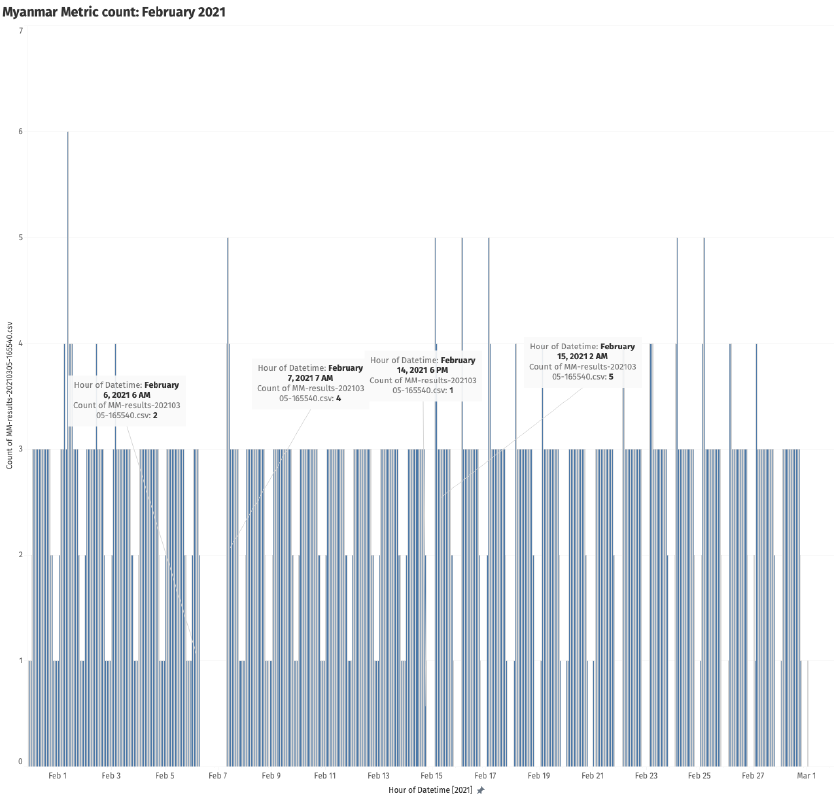 Myanmar Metric count: February 2021
7
6
5
4
3
2
1
0
Count of MM-results-20210305-165540.csv
Hour of Datetime: February
6, 2021 6 AM
Count of MM-results-202103
05-165540.csv: 2
Hour of Datetime: February
7, 2021 7 AM
Count of MM-results-202103
05-165540.csv: 4
Hour of Datetime: February
14, 2021 6 PM
Count of MM-results-202103
05-165540.csv: 1
Hour of Datetime: February
15, 2021 2 AM
Count of MM-results-202103
05-165540.csv: 5
Feb 1 Feb 3 Feb 5 Feb 7 Feb 9 Feb 11 Feb 13 Feb 15 Feb 17 Feb 19 Feb 21 Feb 23 Feb 25 Feb 27 Mar 1
Hour of Datetime [2021]